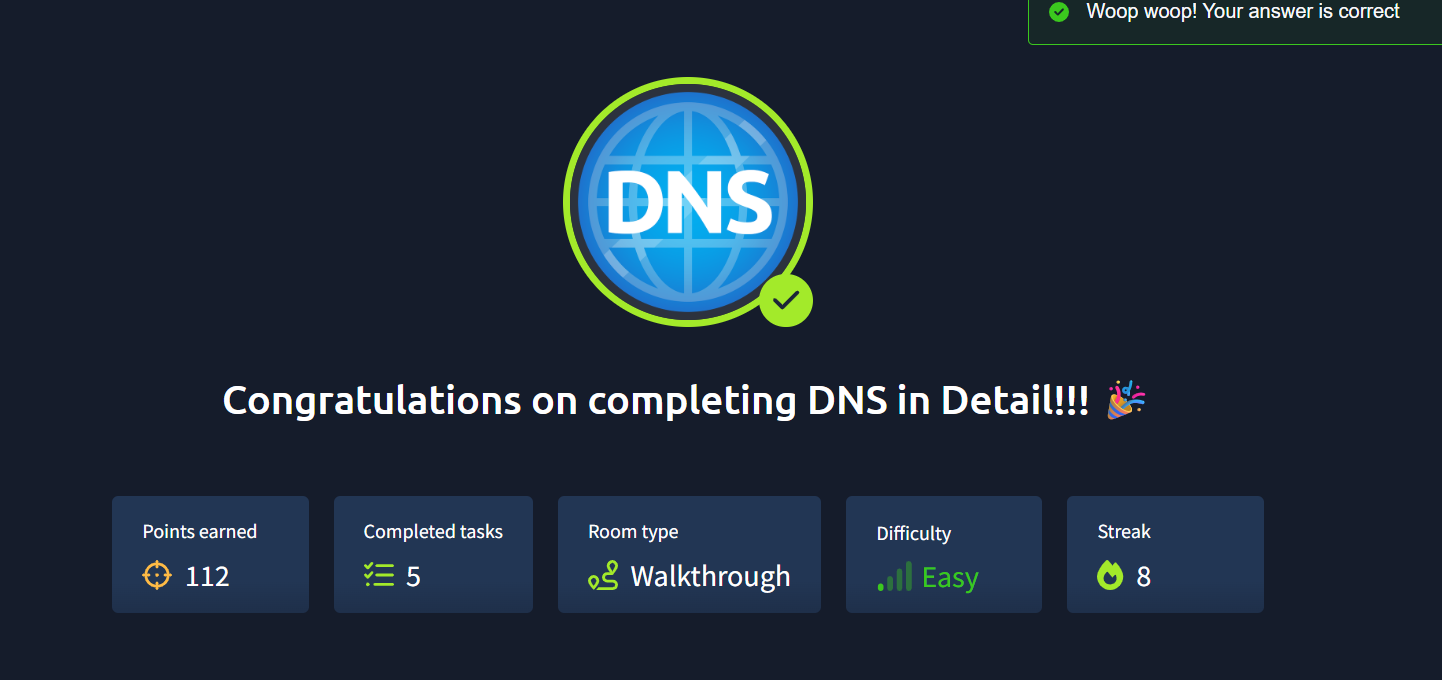 Woop woop! Your answer is correct
DNS
Congratulations on completing DNS in Detail!!! 🎉
Points earned
112
Completed tasks
5
Room type
Walkthrough
Difficulty
Easy
Streak
8